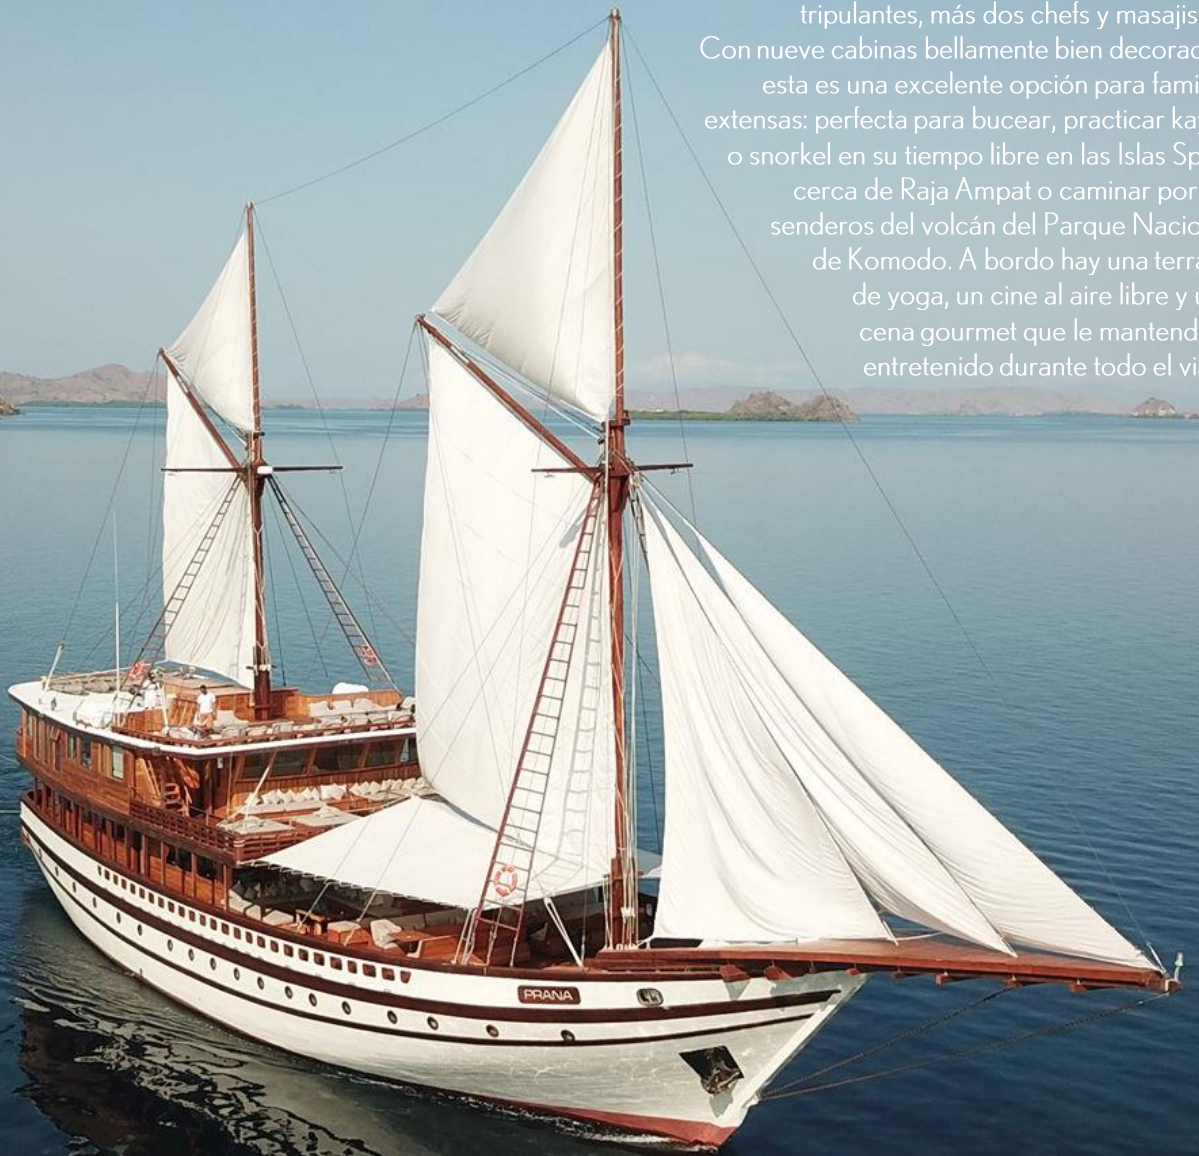 tripulantes, más dos chefs y masajis
Con nueve cabinas bellamente bien decorad
esta es una excelente opción para fami
extensas: perfecta para bucear, practicar ka
o snorkel en su tiempo libre en las Islas Sp
cerca de Raja Ampat o caminar por
senderos del volcán del Parque Nacio
de Komodo. A bordo hay una terra
de yoga, un cine al aire libre y u
cena gourmet que le mantend
entretenido durante todo el via
PRANA